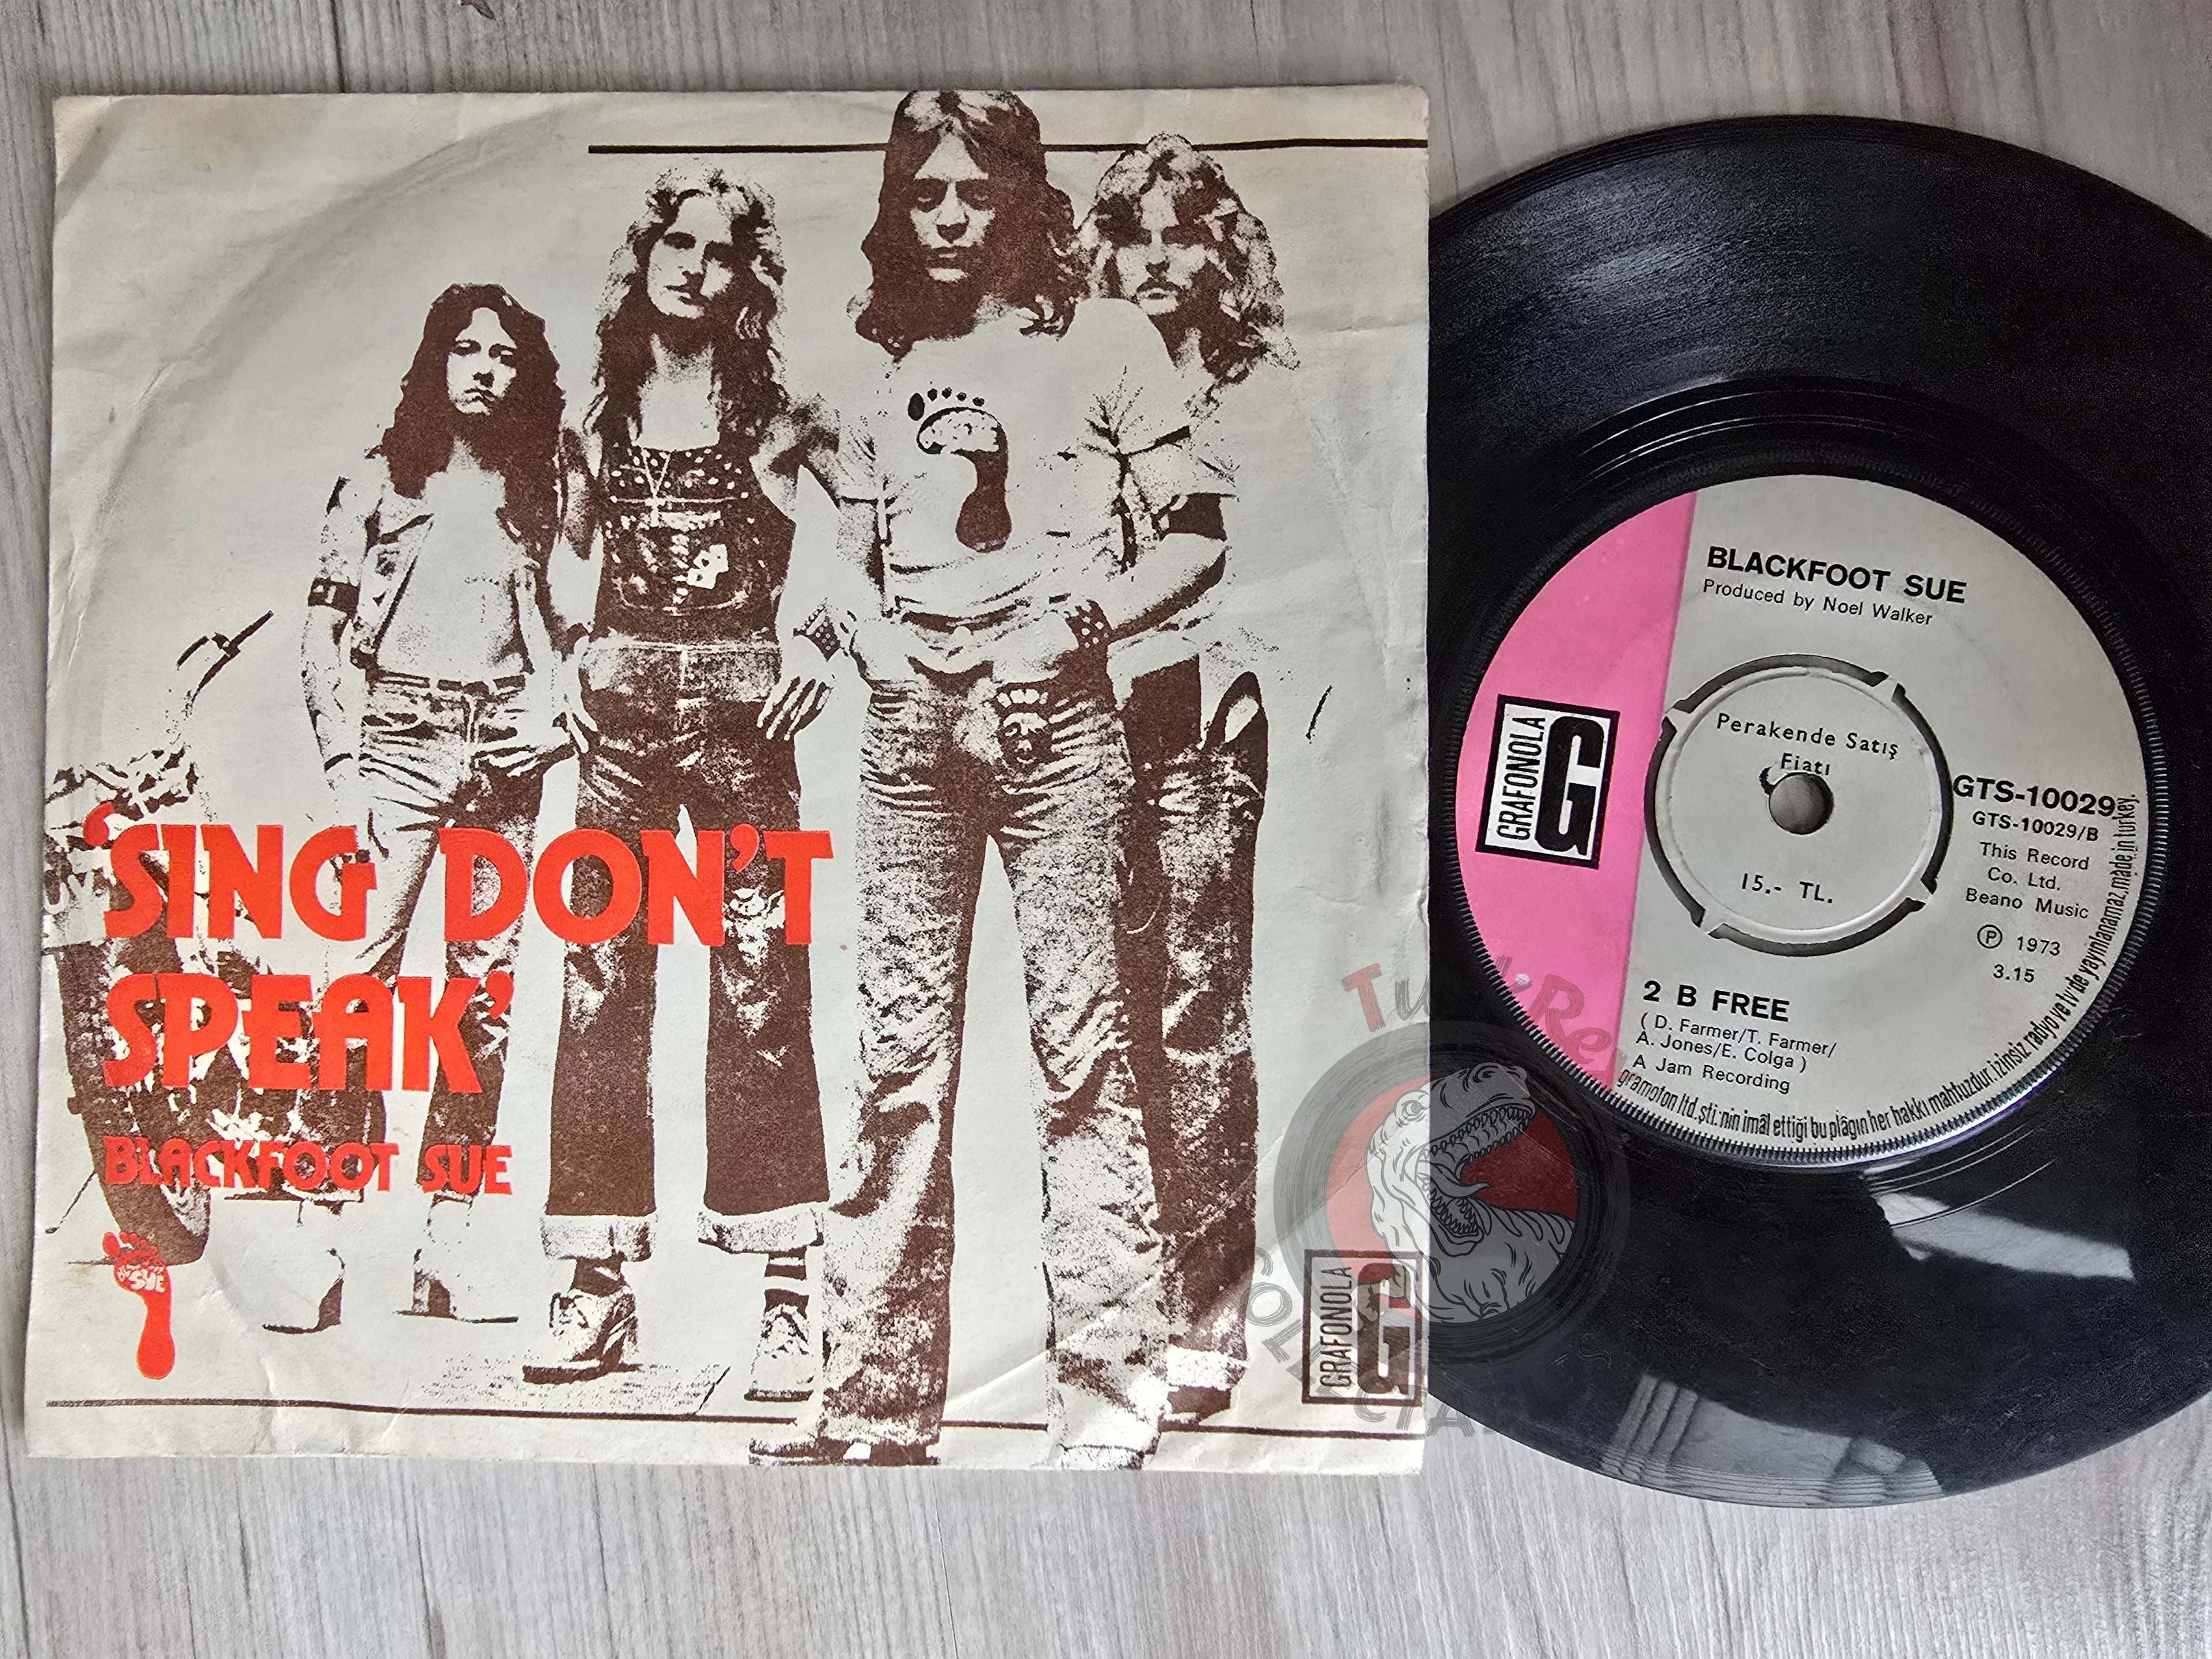 'SING DON'T
SPEAK'
BLACKFOOT SUE
SUE
GRAFONOLA
G
BLACKFOOT SUE
Produced by Noel Walker
GRAFONOLA
G
Perakende Satış
Fiatı
15.- TL.
GTS-10029
GTS-10029/B
This Record
Co. Ltd.
Beano Music
Ⓟ 1973
3.15
2 B FREE
( D. Farmer/T. Farmer/
A. Jones/E. Colga )
A Jam Recording
gramofon ltd.şti.'nin imâl ettiği bu plâğın her hakkı mahfuzdur.izinsiz radyo ve tv de yayınlanamaz.made in turkey.